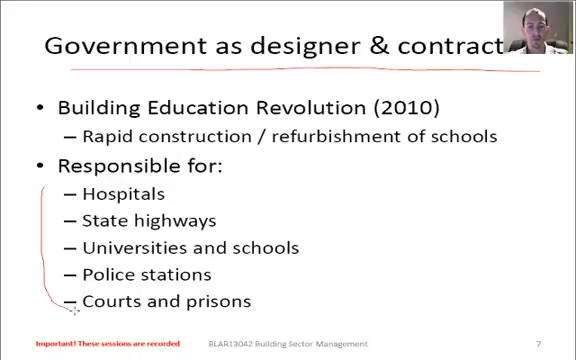 Government as designer & contract
• Building Education Revolution (2010)
– Rapid construction / refurbishment of schools
• Responsible for:
– Hospitals
– State highways
– Universities and schools
– Police stations
– Courts and prisons
Important! These sessions are recorded
BLAR13042 Building Sector Management
7